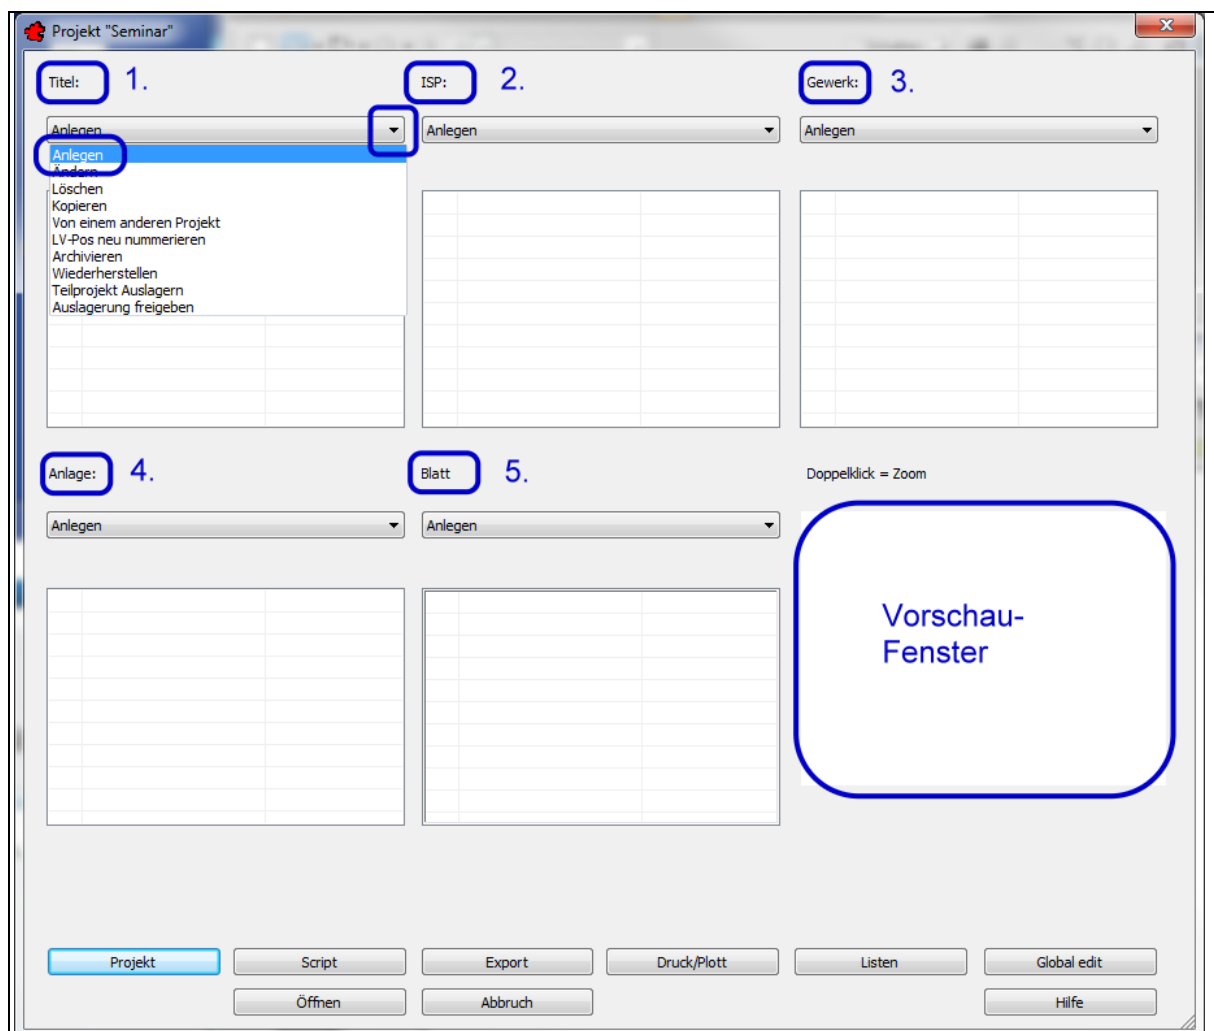 Projekt "Seminar"
Titel: 1. ISP: 2. Gewerk: 3.
Anlegen Anlegen Anlegen
Anlegen
Ändern
Löschen
Kopieren
Von einem anderen Projekt
LV-Pos neu nummerieren
Archivieren
Wiederherstellen
Teilprojekt Auslagern
Auslagerung freigeben
Anlage: 4. Blatt 5. Doppelklick = Zoom
Anlegen Anlegen
Vorschau-
Fenster
Projekt Script Export Druck/Plott Listen Global edit
Öffnen Abbruch Hilfe